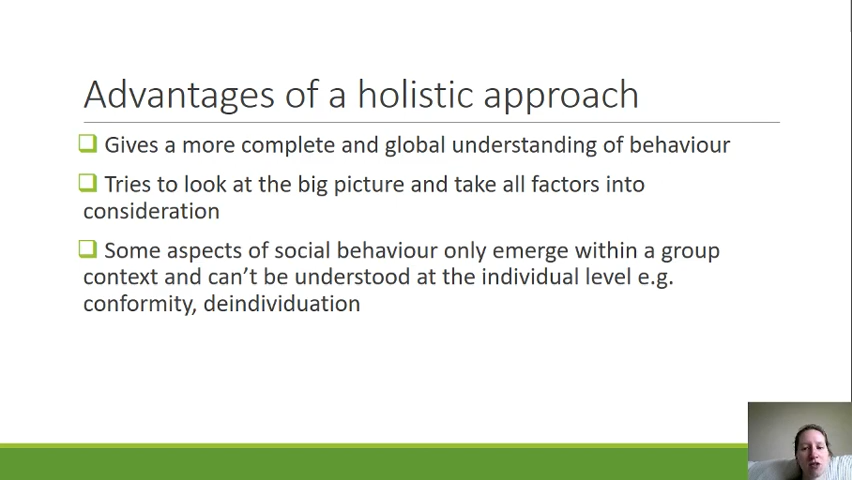 Advantages of a holistic approach
Gives a more complete and global understanding of behaviour
Tries to look at the big picture and take all factors into
consideration
Some aspects of social behaviour only emerge within a group
context and can’t be understood at the individual level e.g.
conformity, deindividuation